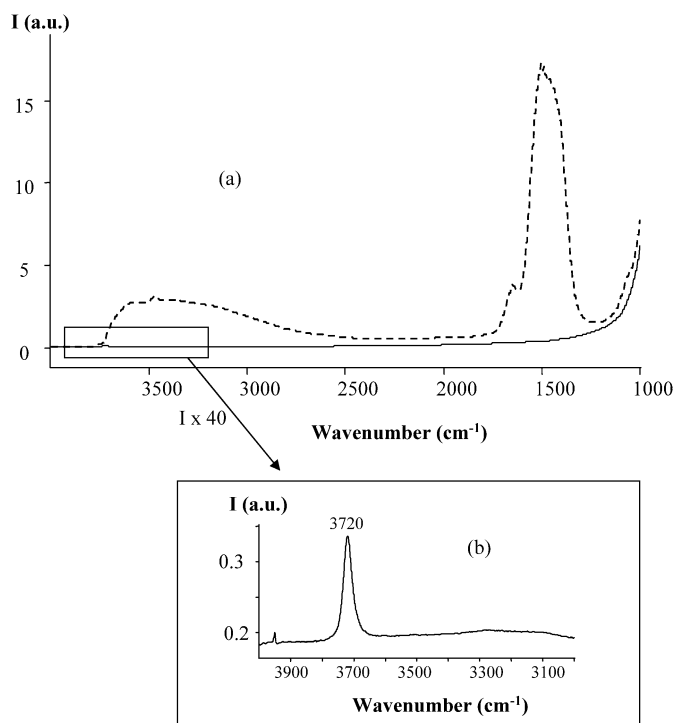 I (a.u.)
15
(a)
10
5
0
3500 3000 2500 2000 1500 1000
I x 40
Wavenumber (cm⁻¹)
I (a.u.)
3720
(b)
0.3
0.2
3900 3700 3500 3300 3100
Wavenumber (cm⁻¹)